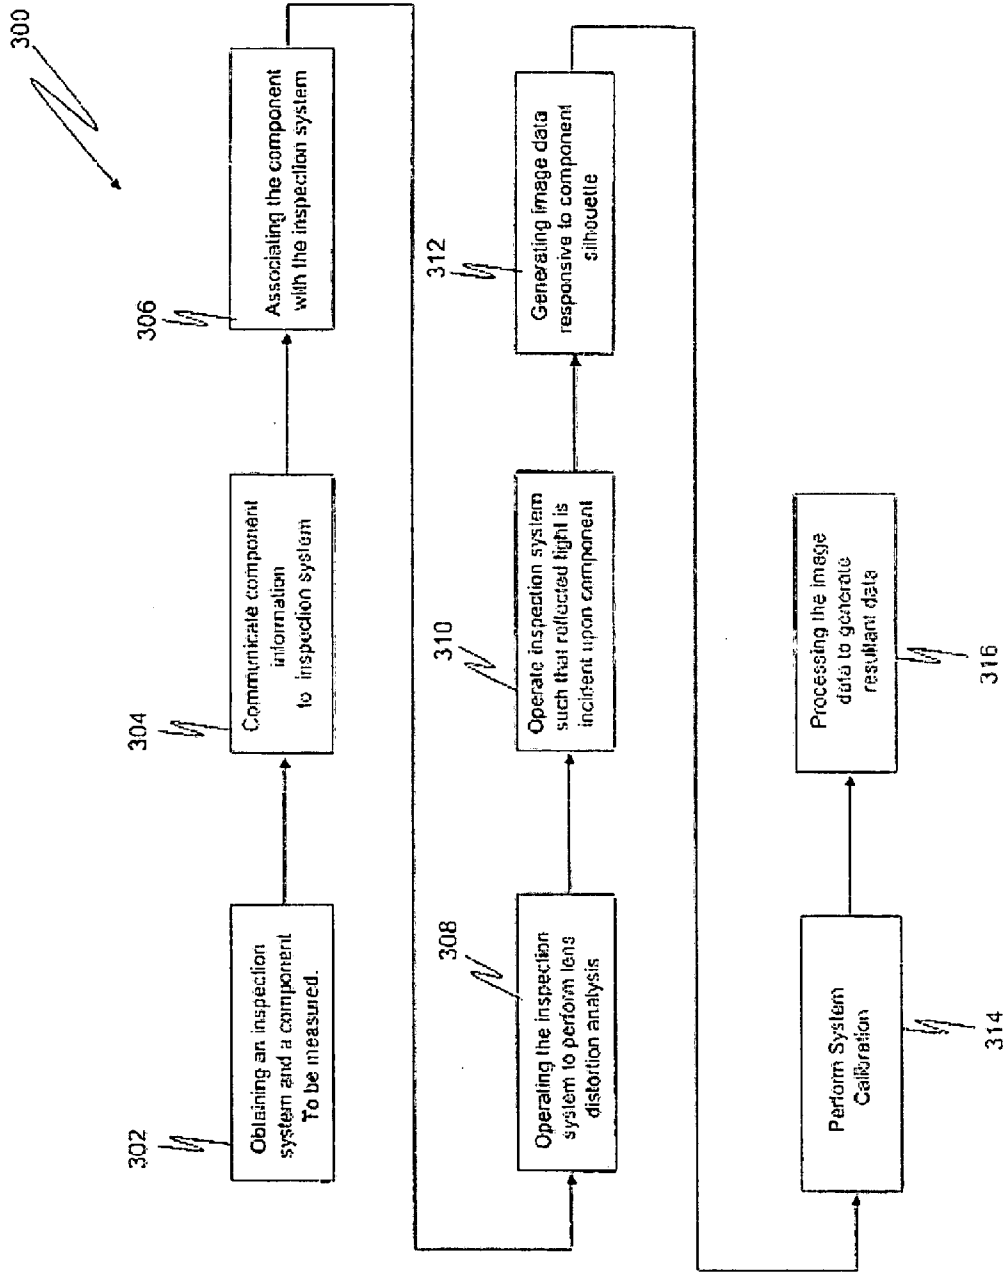 300
302
Obtaining an inspection
system and a component
To be measured.
304
Communicate component
information
to inspection system
306
Associating the component
with the inspection system
308
Operating the inspection
system to perform lens
distortion analysis
310
Operate inspection system
such that reflected light is
incident upon component
312
Generating image data
responsive to component
silhouette
314
Perform System
Calibration
316
Processing the image
data to generate
resultant data